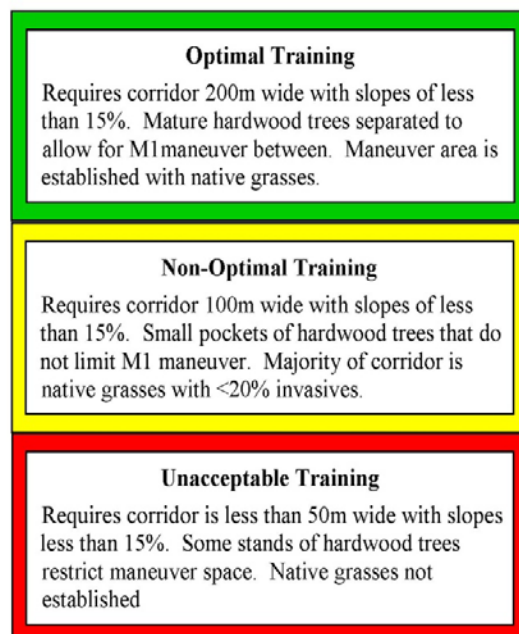 Optimal Training
Requires corridor 200m wide with slopes of less
than 15%. Mature hardwood trees separated to
allow for M1maneuver between. Maneuver area is
established with native grasses.
Non-Optimal Training
Requires corridor 100m wide with slopes of less
than 15%. Small pockets of hardwood trees that do
not limit M1 maneuver. Majority of corridor is
native grasses with <20% invasives.
Unacceptable Training
Requires corridor is less than 50m wide with slopes
less than 15%. Some stands of hardwood trees
restrict maneuver space. Native grasses not
established